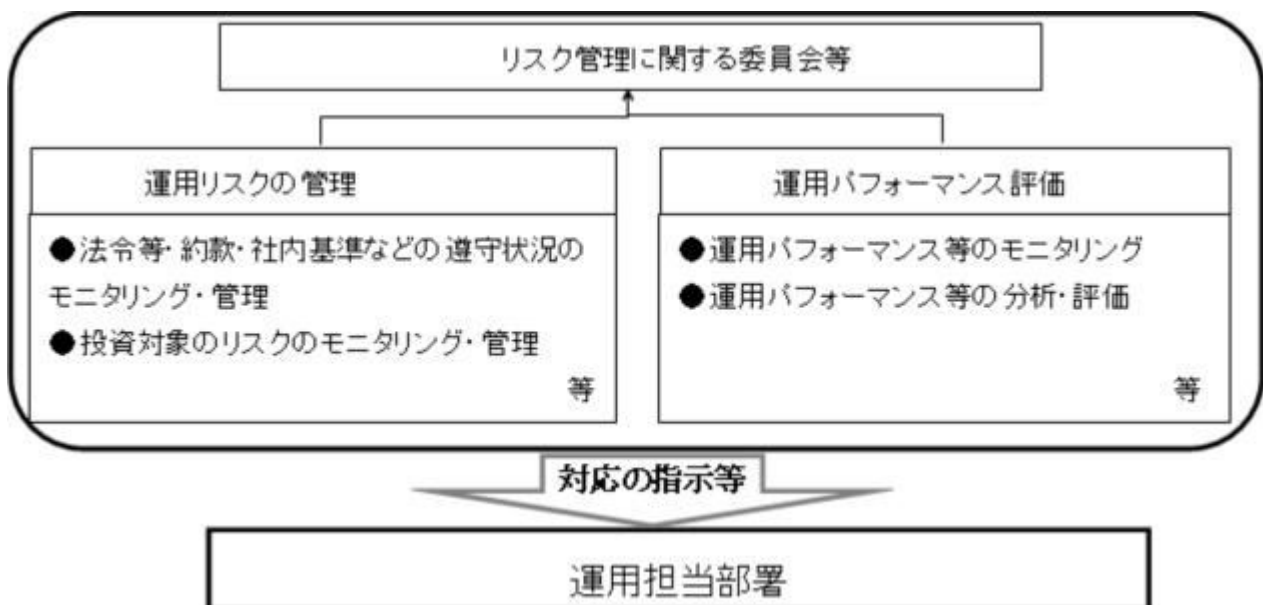 リスク管理に関する委員会等
運用リスクの管理
●法令等・約款・社内基準などの遵守状況の
モニタリング・管理
●投資対象のリスクのモニタリング・管理
等
運用パフォーマンス評価
●運用パフォーマンス等のモニタリング
●運用パフォーマンス等の分析・評価
等
対応の指示等
運用担当部署